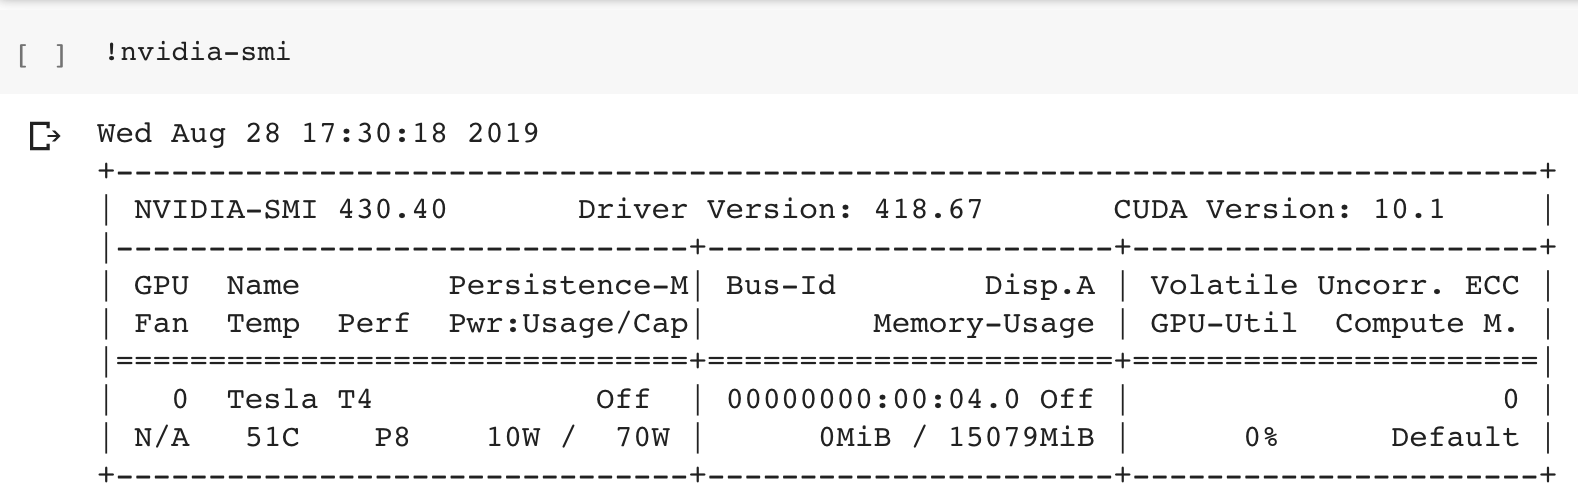 [ ] !nvidia-smi
Wed Aug 28 17:30:18 2019
+-----------------------------------------------------------------------------+
| NVIDIA-SMI 430.40       Driver Version: 418.67       CUDA Version: 10.1     |
|-------------------------------+----------------------+----------------------+
| GPU  Name        Persistence-M| Bus-Id        Disp.A | Volatile Uncorr. ECC |
| Fan  Temp  Perf  Pwr:Usage/Cap|         Memory-Usage | GPU-Util  Compute M. |
|===============================+======================+======================|
|   0  Tesla T4            Off  | 00000000:00:04.0 Off |                    0 |
| N/A   51C    P8    10W /  70W |      0MiB / 15079MiB |      0%      Default |
+-------------------------------+----------------------+----------------------+